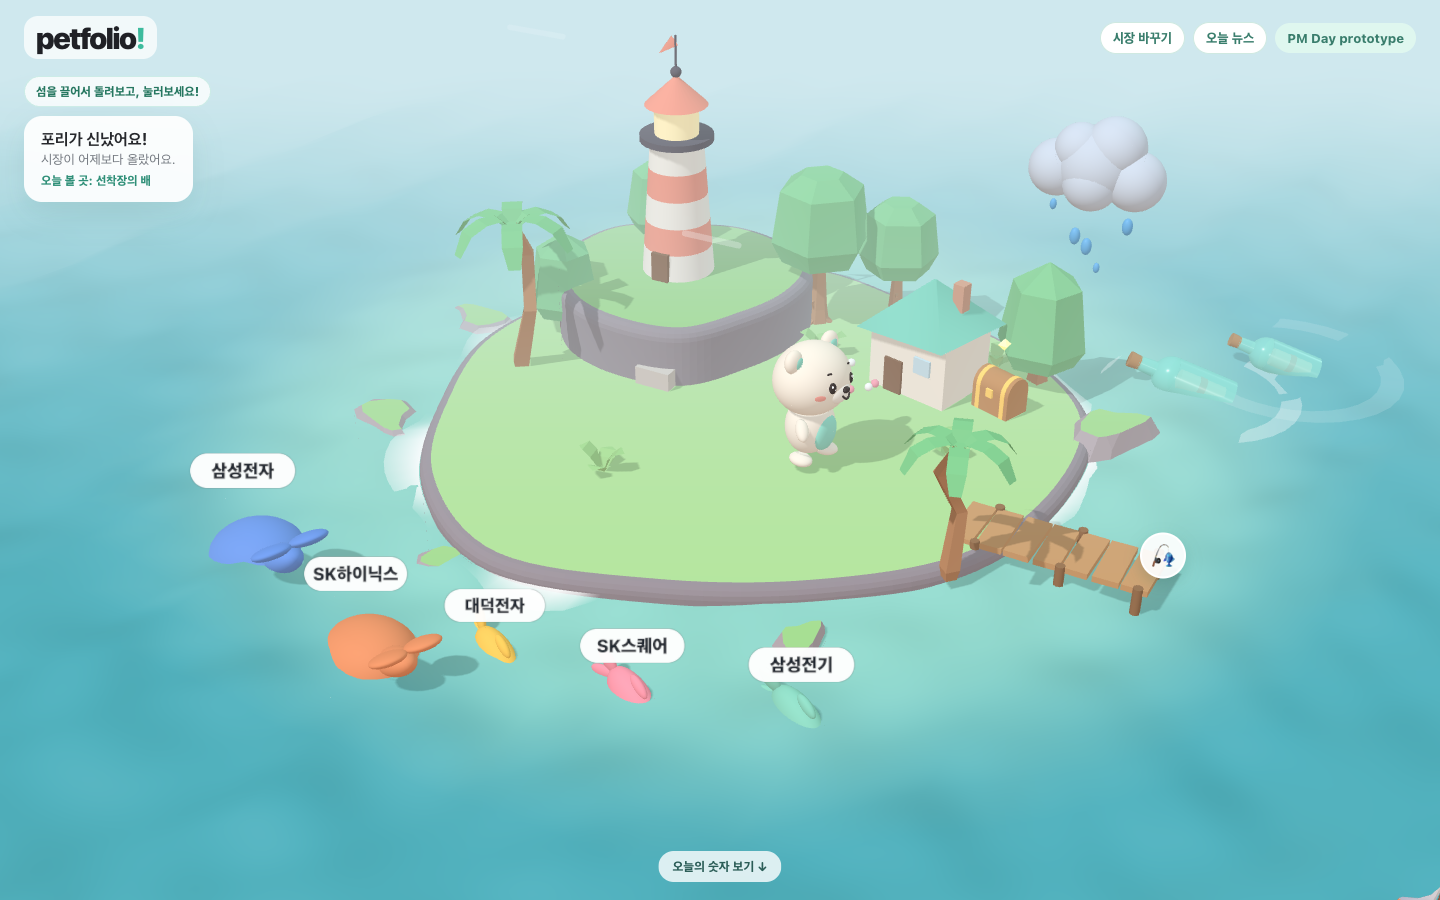 petfolio!
시장 바꾸기
오늘 뉴스
PM Day prototype
섬을 끌어서 돌려보고, 눌러보세요!
포리가 신났어요!
시장이 어제보다 올랐어요.
오늘 볼 곳: 선착장의 배
삼성전자
SK하이닉스
대덕전자
SK스퀘어
삼성전기
오늘의 숫자 보기 ↓